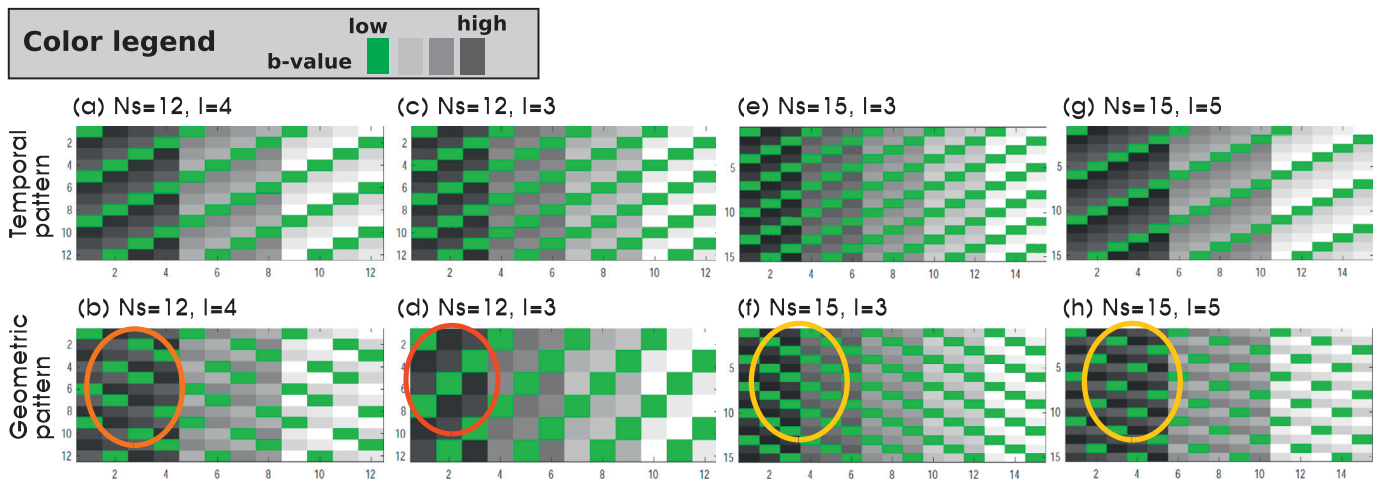 Color legend
low high
b-value
(a) Ns=12, l=4
(c) Ns=12, l=3
(e) Ns=15, l=3
(g) Ns=15, l=5
Temporal
pattern
2
4
6
8
10
12
2 4 6 8 10 12
2
4
6
8
10
12
2 4 6 8 10 12
5
10
15
2 4 6 8 10 12 14
5
10
15
2 4 6 8 10 12 14
(b) Ns=12, l=4
(d) Ns=12, l=3
(f) Ns=15, l=3
(h) Ns=15, l=5
Geometric
pattern
2
4
6
8
10
12
2 4 6 8 10 12
2
4
6
8
10
12
2 4 6 8 10 12
5
10
15
2 4 6 8 10 12 14
5
10
15
2 4 6 8 10 12 14